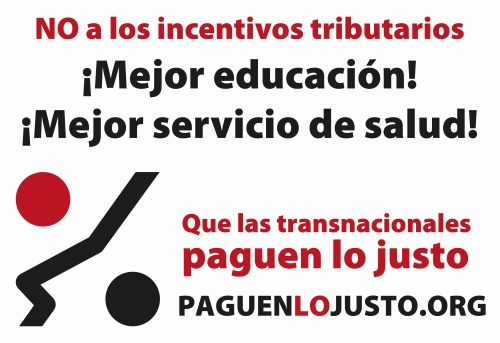 NO a los incentivos tributarios
¡Mejor educación!
¡Mejor servicio de salud!
Que las transnacionales
paguen lo justo
PAGUENLOJUSTO.ORG